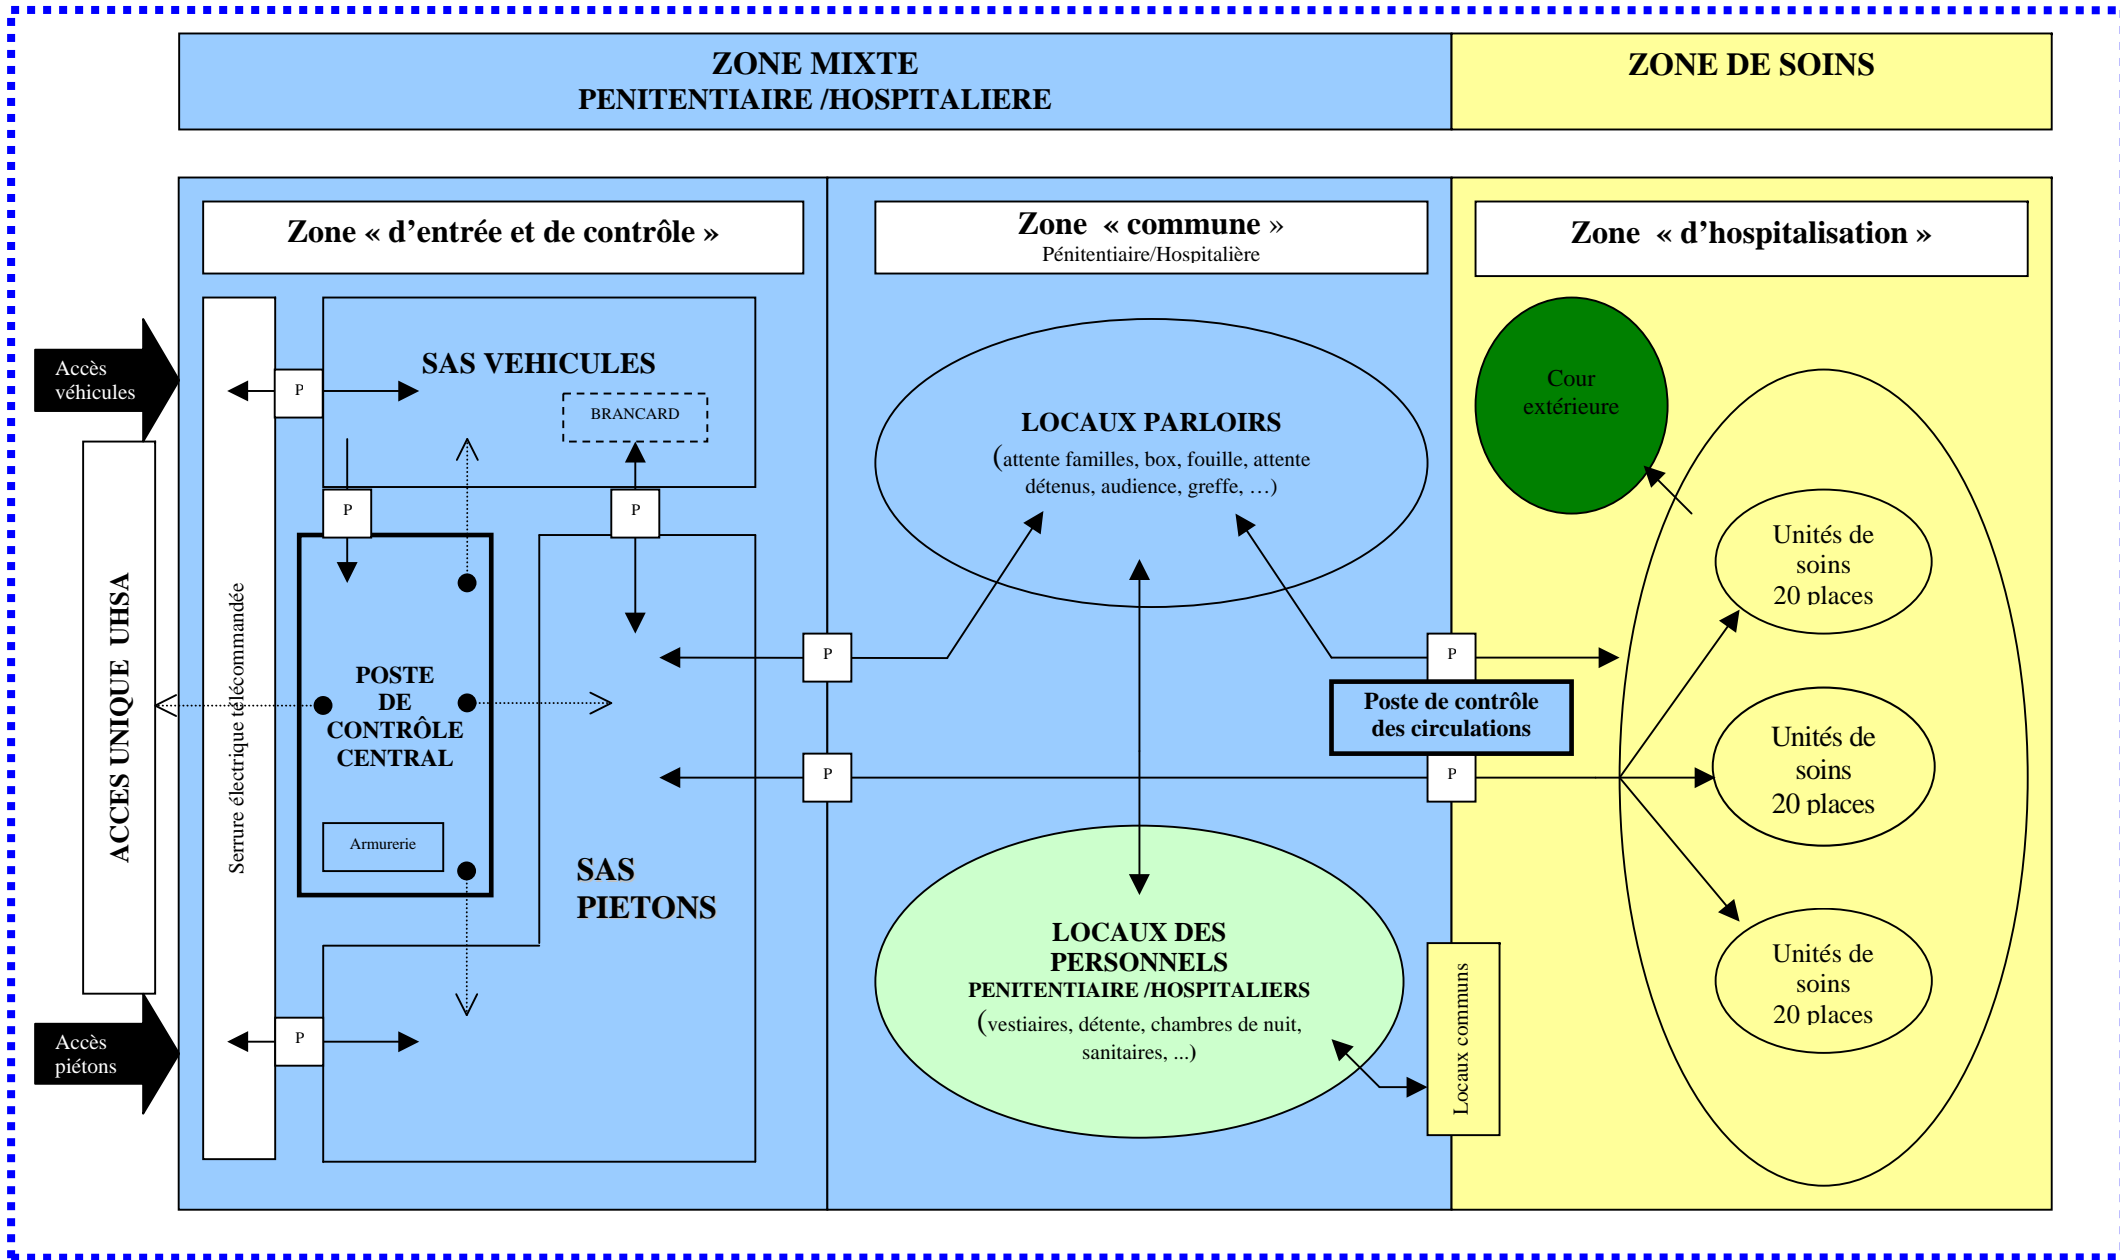 ZONE MIXTE
PENITENTIAIRE /HOSPITALIERE
ZONE DE SOINS
Zone « d'entrée et de contrôle »
Zone « commune »
Pénitentiaire/Hospitalière
Zone « d'hospitalisation »
Accès
véhicules
ACCES UNIQUE UHSA
Accès
piétons
Serrure électrique télécommandée
P
SAS VEHICULES
BRANCARD
P
P
POSTE
DE
CONTRÔLE
CENTRAL
Armurerie
SAS
PIETONS
P
P
P
LOCAUX PARLOIRS
(attente familles, box, fouille, attente
détenus, audience, greffe, …)
P
Poste de contrôle
des circulations
P
LOCAUX DES
PERSONNELS
PENITENTIAIRE /HOSPITALIERS
(vestiaires, détente, chambres de nuit,
sanitaires, ...)
Locaux communs
Cour
extérieure
Unités de
soins
20 places
Unités de
soins
20 places
Unités de
soins
20 places